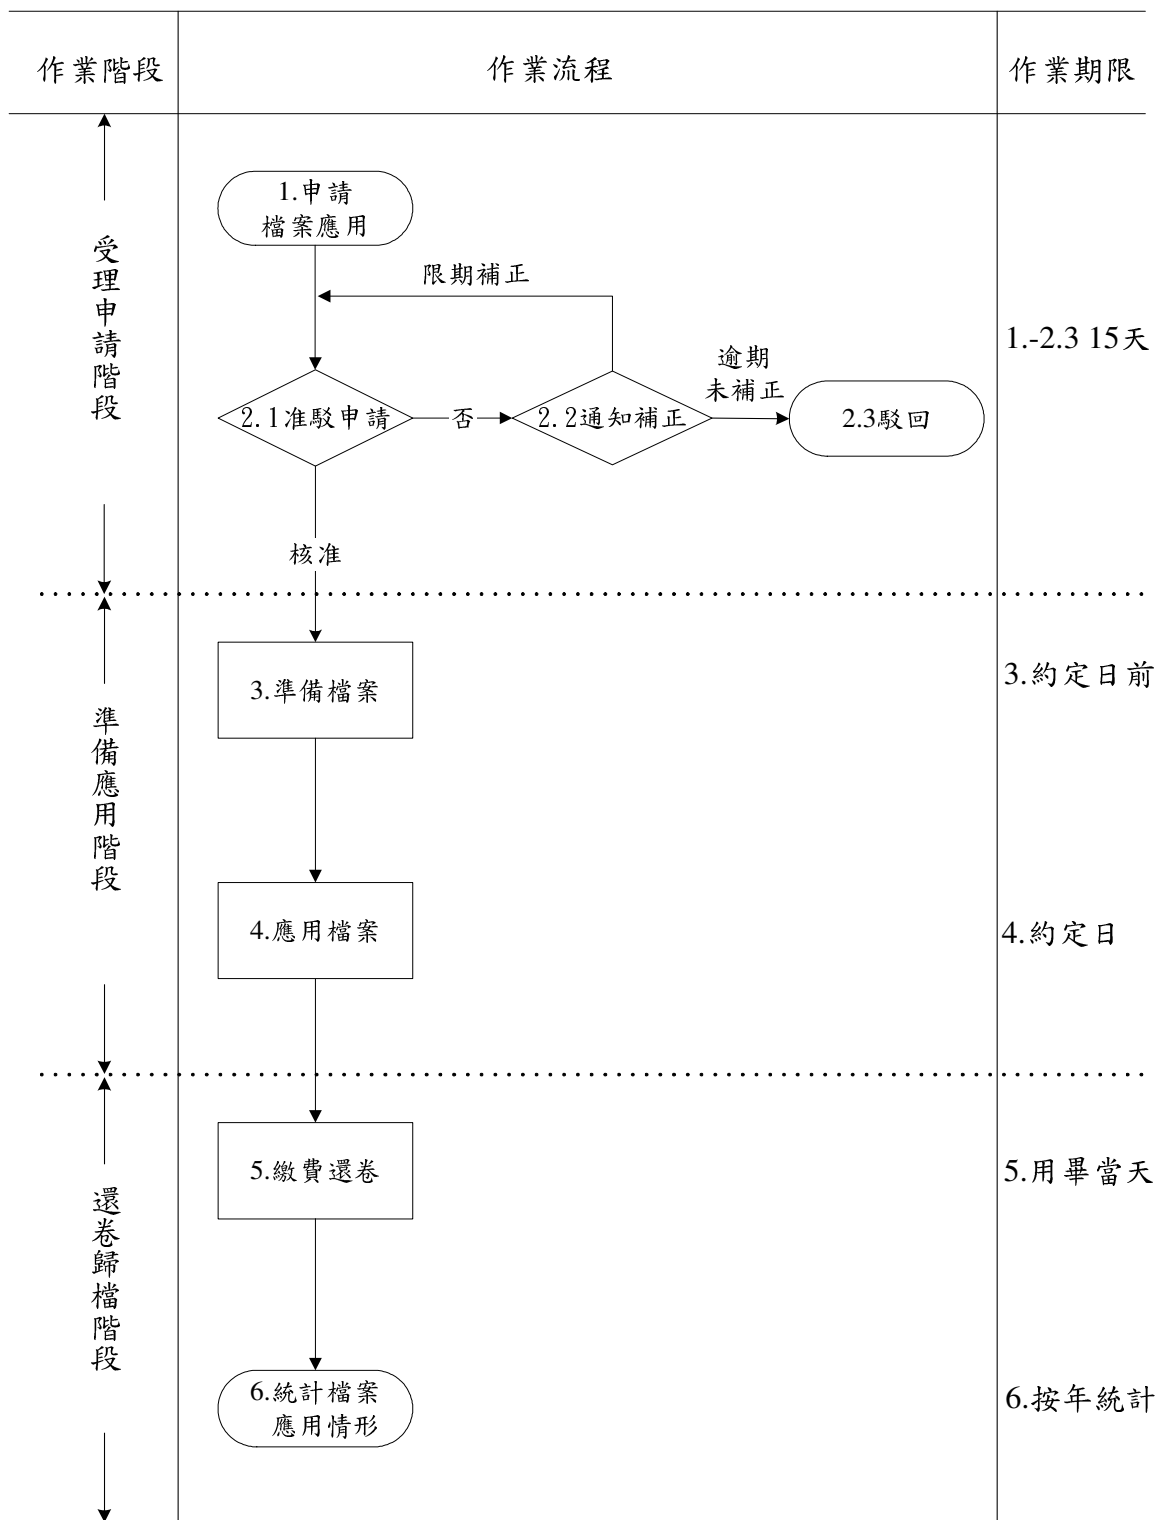 作業階段
作業流程
作業期限
受理申請階段
1.申請
檔案應用
限期補正
逾期
未補正
2.1准駁申請
否
2.2通知補正
2.3駁回
核准
1.-2.3 15天
準備應用階段
3.準備檔案
3.約定日前
4.應用檔案
4.約定日
還卷歸檔階段
5.繳費還卷
5.用畢當天
6.統計檔案
應用情形
6.按年統計